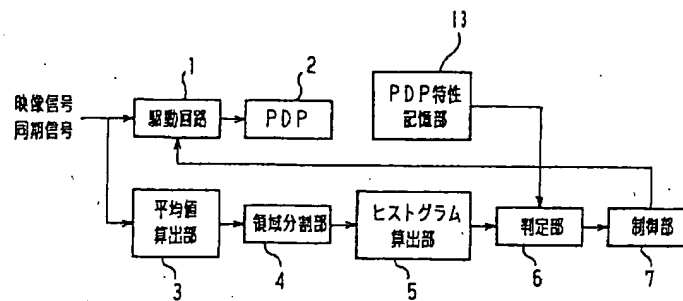 13
1
2
映像信号
同期信号
駆動回路
PDP
PDP特性
記憶部
平均値
算出部
領域分割部
ヒストグラム
算出部
判定部
制御部
3
4
5
6
7